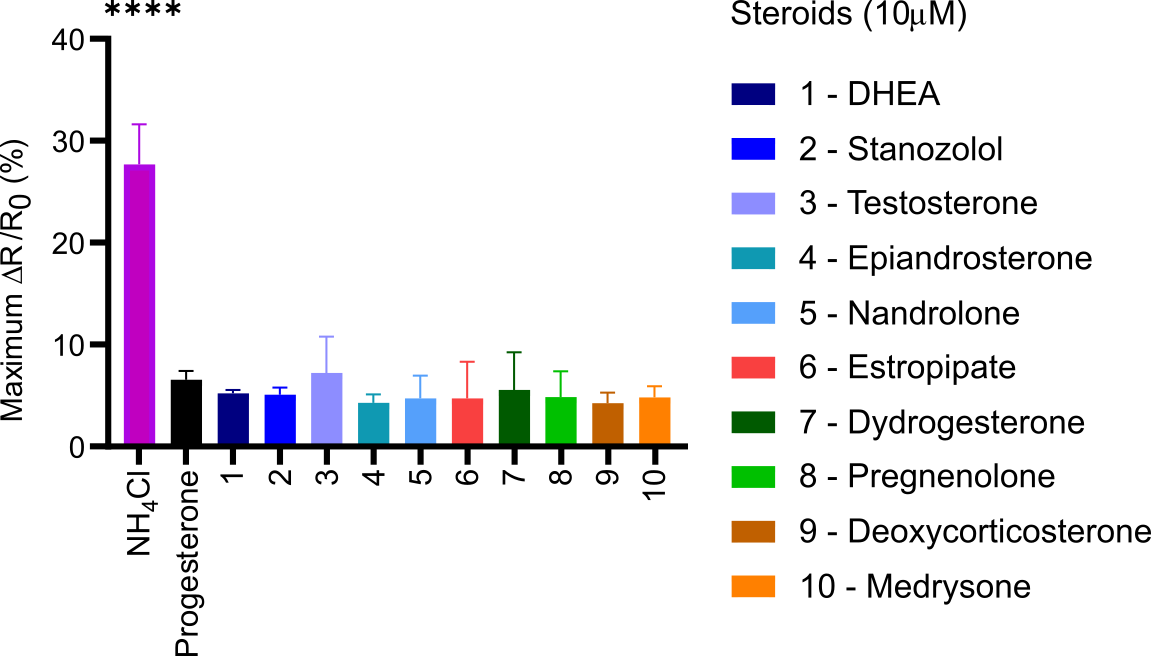 ****
40
30
20
10
0
Maximum ΔR/R₀ (%)
NH₄Cl
Progesterone
1
2
3
4
5
6
7
8
9
10
Steroids (10μM)
1 - DHEA
2 - Stanozolol
3 - Testosterone
4 - Epiandrosterone
5 - Nandrolone
6 - Estropipate
7 - Dydrogesterone
8 - Pregnenolone
9 - Deoxycorticosterone
10 - Medrysone